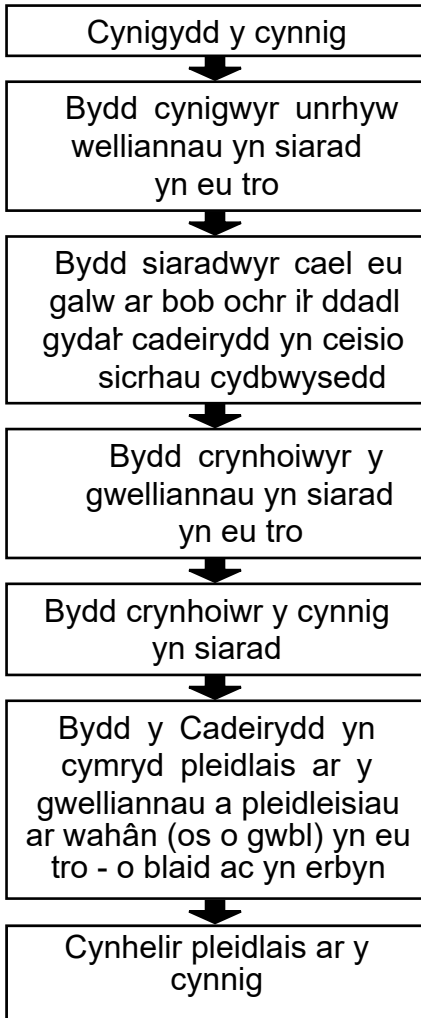 Cynigydd y cynnig
Bydd cynigwyr unrhyw
welliannau yn siarad
yn eu tro
Bydd siaradwyr cael eu
galw ar bob ochr iŀr ddadl
gydaŀr cadeirydd yn ceisio
sicrhau cydbwysedd
Bydd crynhoiwyr y
gwelliannau yn siarad
yn eu tro
Bydd crynhoiwr y cynnig
yn siarad
Bydd y Cadeirydd yn
cymryd pleidlais ar y
gwelliannau a pleidleisiau
ar wahân (os o gwbl) yn eu
tro - o blaid ac yn erbyn
Cynhelir pleidlais ar y
cynnig